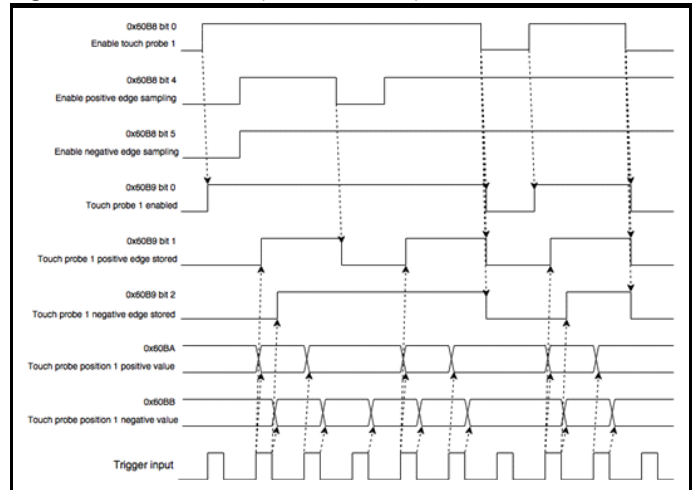 0x60B8 bit 0
Enable touch probe 1
0x60B8 bit 4
Enable positive edge sampling
0x60B8 bit 5
Enable negative edge sampling
0x60B9 bit 0
Touch probe 1 enabled
0x60B9 bit 1
Touch probe 1 positive edge stored
0x60B9 bit 2
Touch probe 1 negative edge stored
0x60BA
Touch probe position 1 positive value
0x60BB
Touch probe position 1 negative value
Trigger input